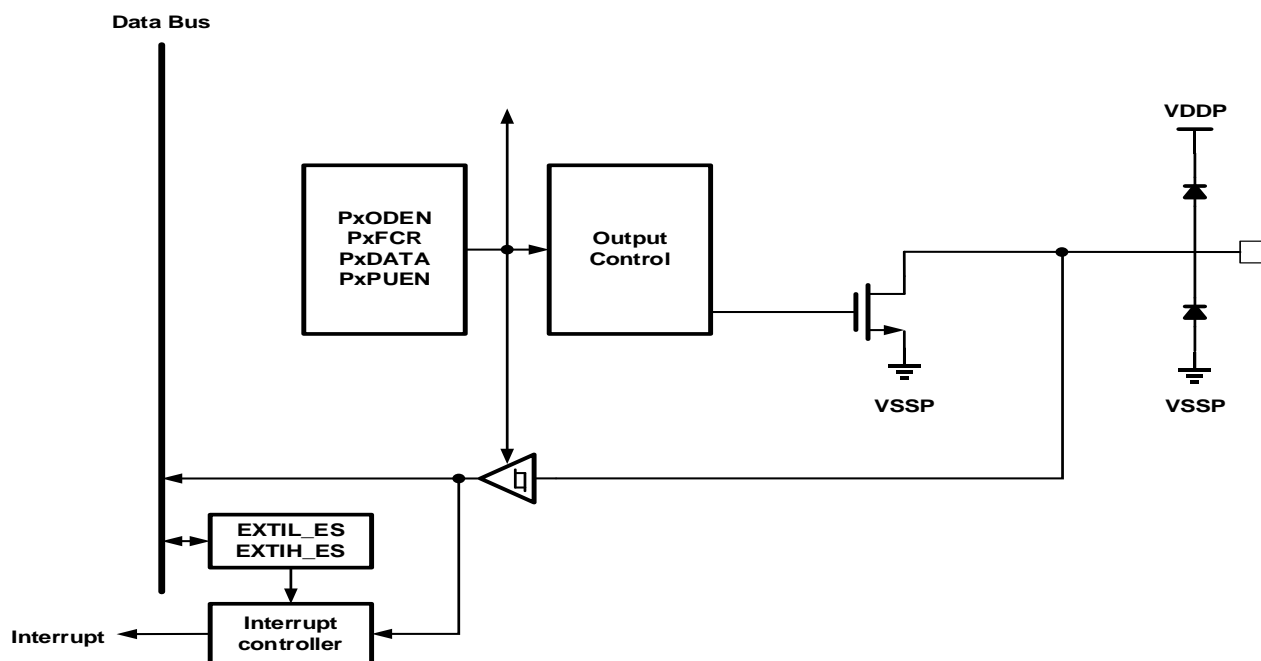 Data Bus
VDDP
PxODEN
PxFCR
PxDATA
PxPUEN
Output
Control
VSSP
VSSP
EXTIL_ES
EXTIH_ES
Interrupt
Interrupt
controller